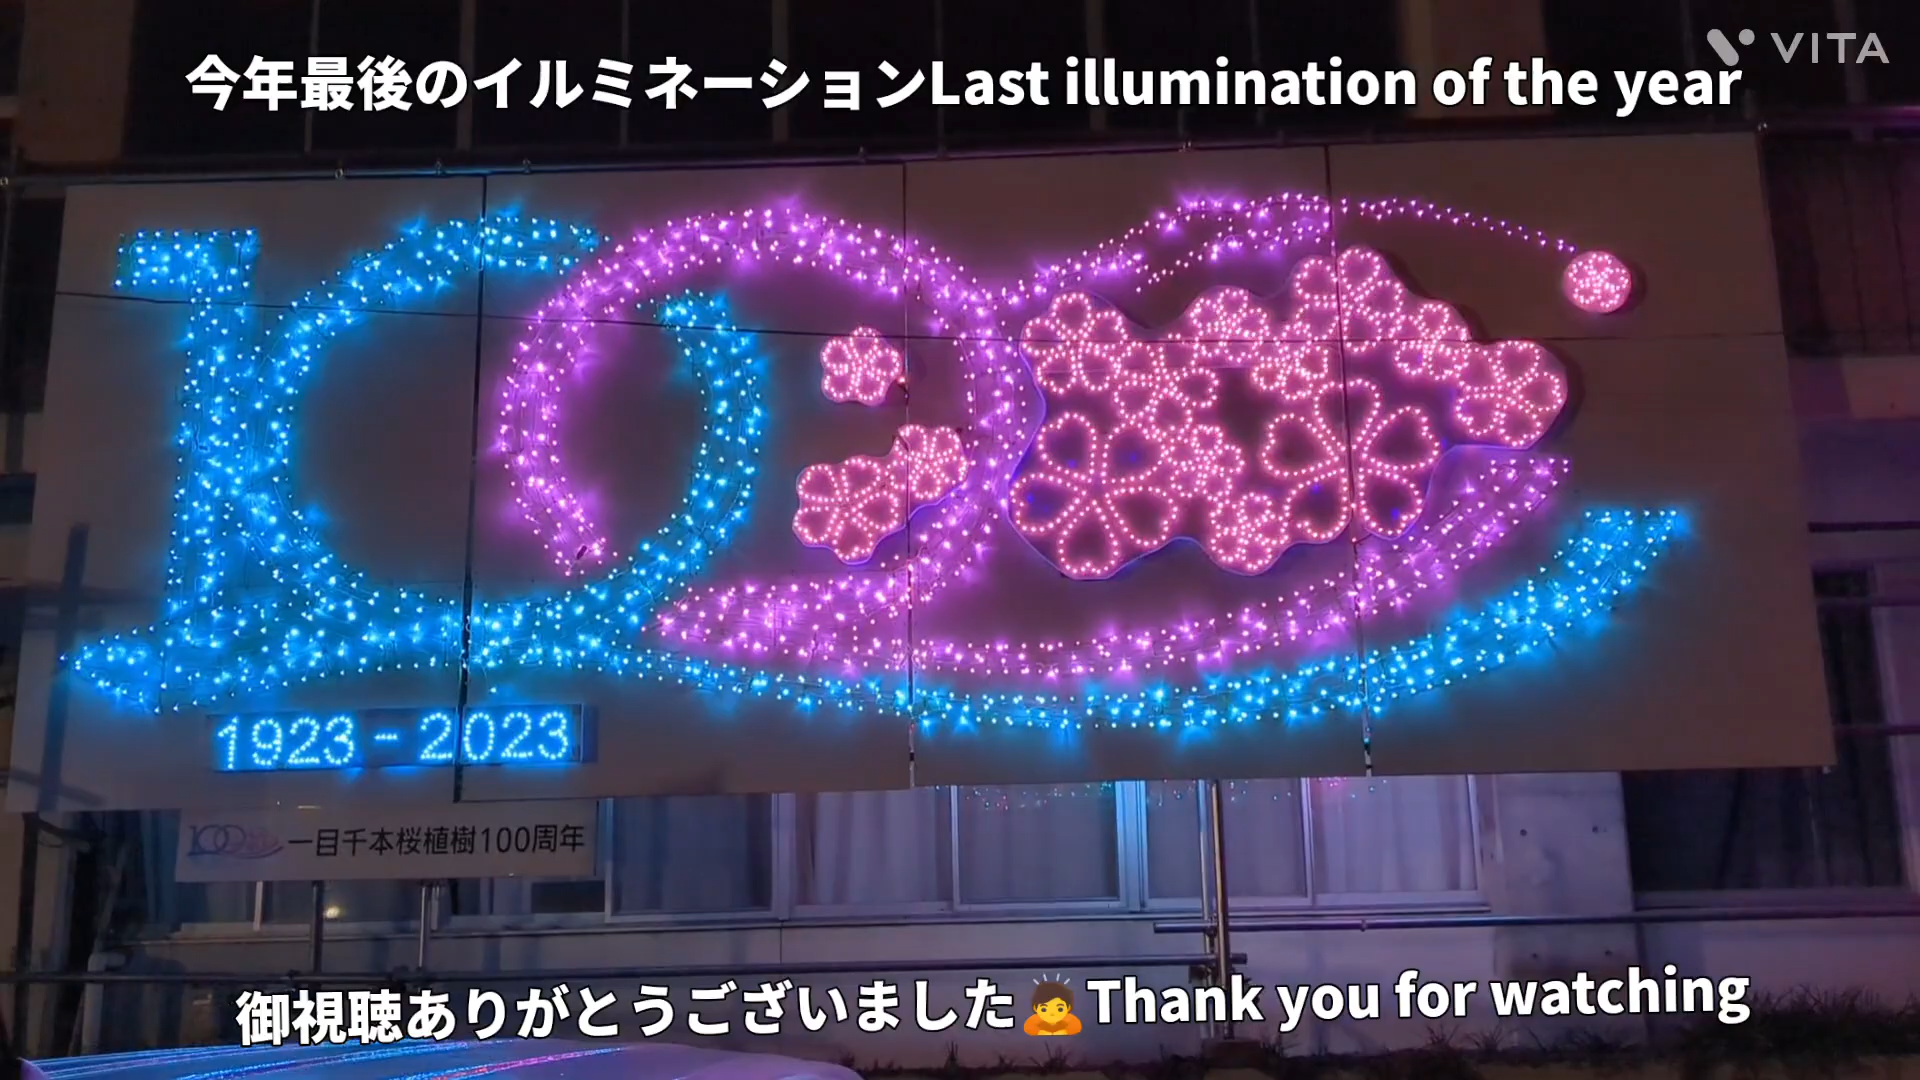 VITA
今年最後のイルミネーションLast illumination of the year
100
1923-2023
100 一目千本桜植樹100周年
御視聴ありがとうございました🙇Thank you for watching